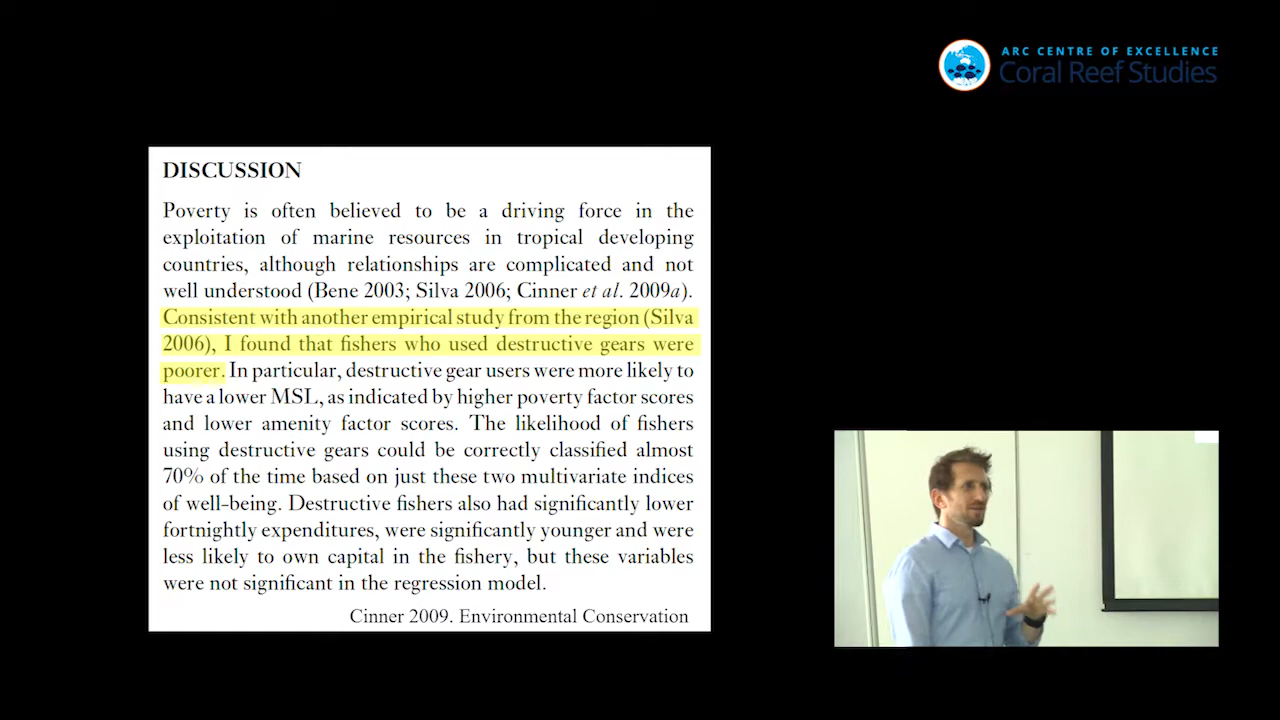 ARC CENTRE OF EXCELLENCE
Coral Reef Studies
DISCUSSION
Poverty is often believed to be a driving force in the
exploitation of marine resources in tropical developing
countries, although relationships are complicated and not
well understood (Bene 2003; Silva 2006; Cinner et al. 2009a).
Consistent with another empirical study from the region (Silva
2006), I found that fishers who used destructive gears were
poorer. In particular, destructive gear users were more likely to
have a lower MSL, as indicated by higher poverty factor scores
and lower amenity factor scores. The likelihood of fishers
using destructive gears could be correctly classified almost
70% of the time based on just these two multivariate indices
of well-being. Destructive fishers also had significantly lower
fortnightly expenditures, were significantly younger and were
less likely to own capital in the fishery, but these variables
were not significant in the regression model.
Cinner 2009. Environmental Conservation